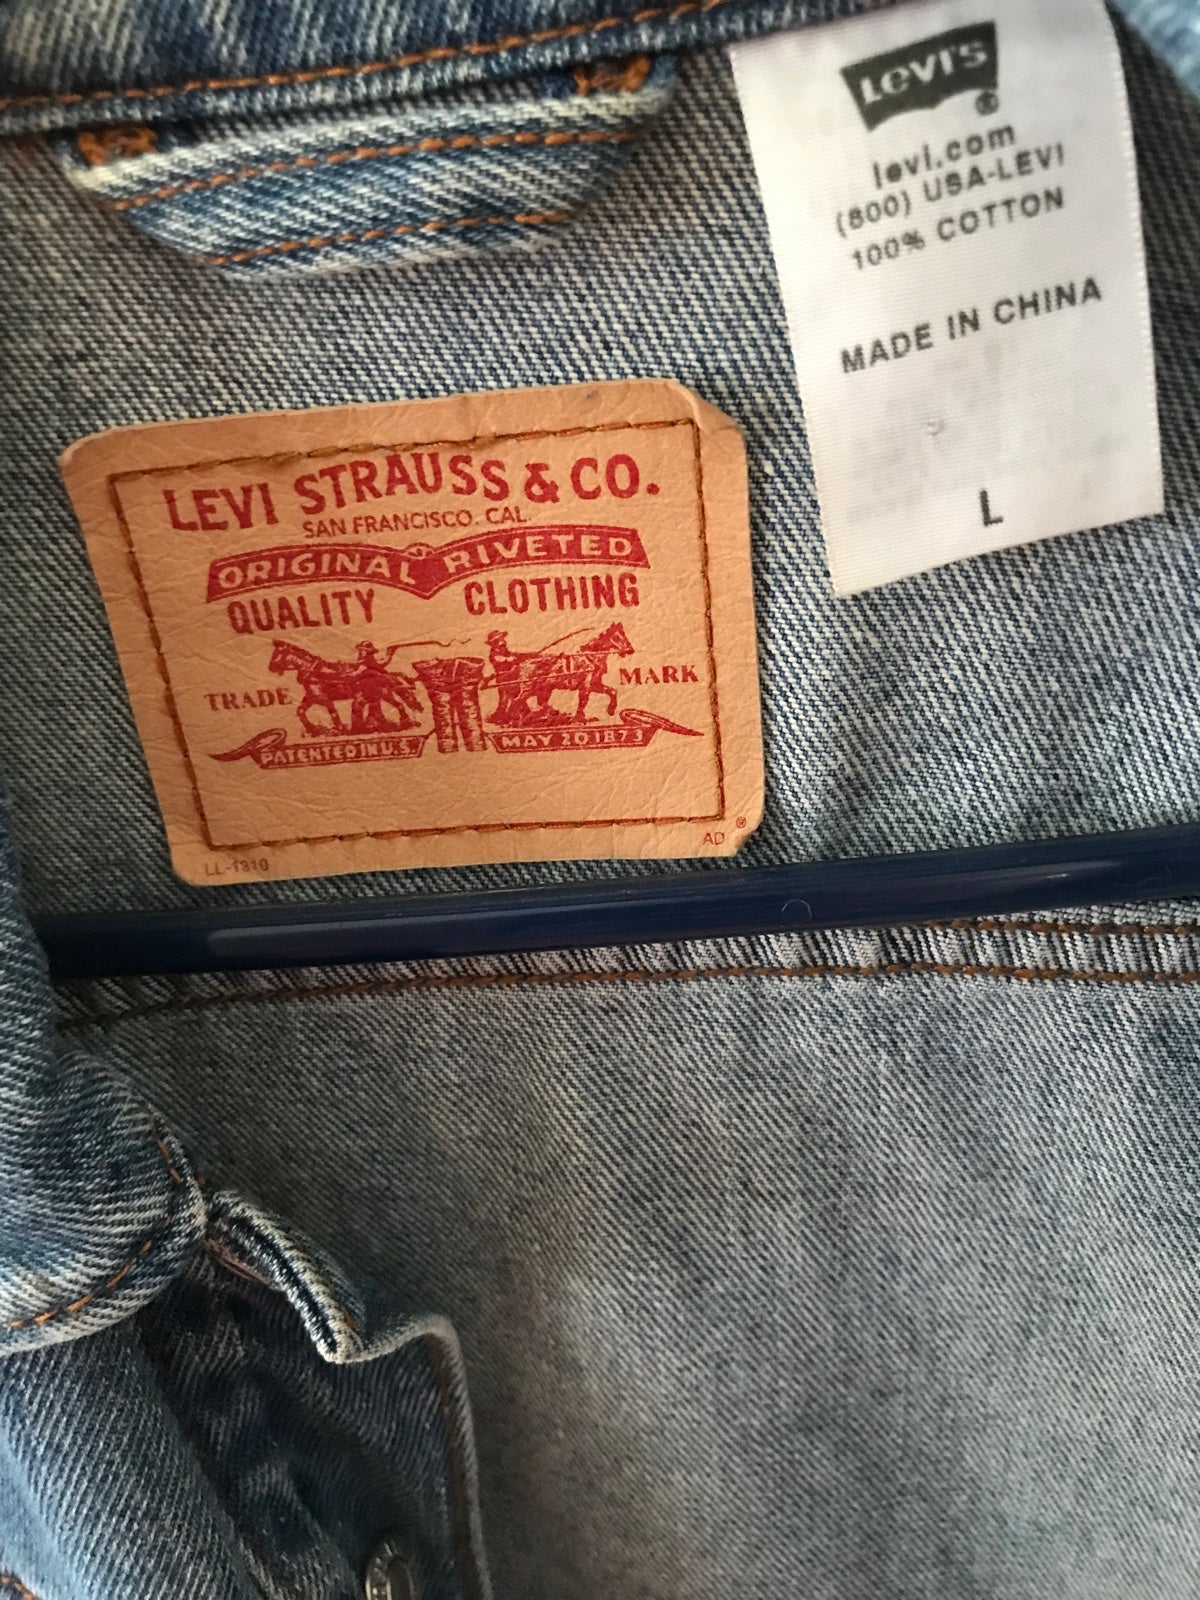 LEVI'S
®
levi.com
(800) USA-LEVI
100% COTTON
MADE IN CHINA
L
LEVI STRAUSS & CO.
SAN FRANCISCO, CAL.
ORIGINAL RIVETED
QUALITY CLOTHING
TRADE MARK
PATENTED IN U.S. MAY 20 1873
LL-1310 AD ®